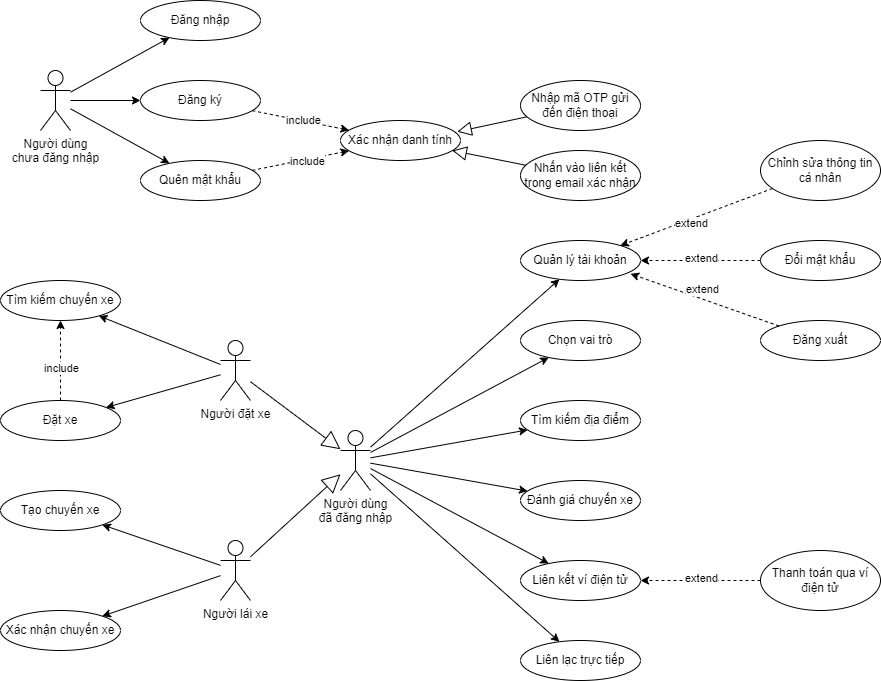 Đăng nhập
Đăng ký
Quên mật khẩu
Người dùng
chưa đăng nhập
include
include
Xác nhận danh tính
Nhập mã OTP gửi
đến điện thoại
Nhấn vào liên kết
trong email xác nhận
Chỉnh sửa thông tin
cá nhân
extend
Quản lý tài khoản
extend
Đổi mật khẩu
extend
Đăng xuất
Tìm kiếm chuyến xe
include
Đặt xe
Người đặt xe
Chọn vai trò
Tìm kiếm địa điểm
Người dùng
đã đăng nhập
Đánh giá chuyến xe
Tạo chuyến xe
Người lái xe
Xác nhận chuyến xe
Liên kết ví điện tử
extend
Thanh toán qua ví
điện tử
Liên lạc trực tiếp